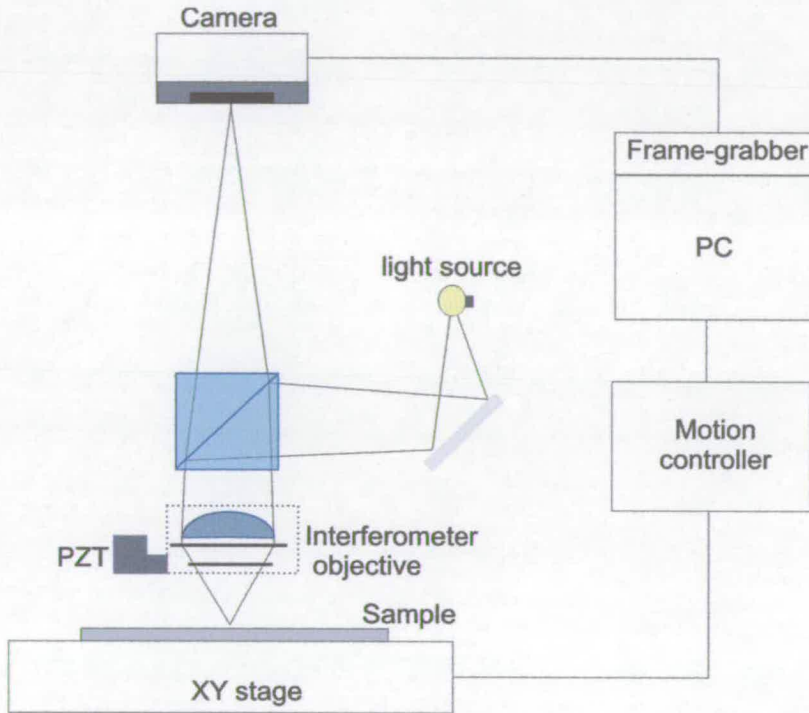 Camera
Frame-grabber
PC
light source
Motion
controller
Interferometer
objective
PZT
Sample
XY stage